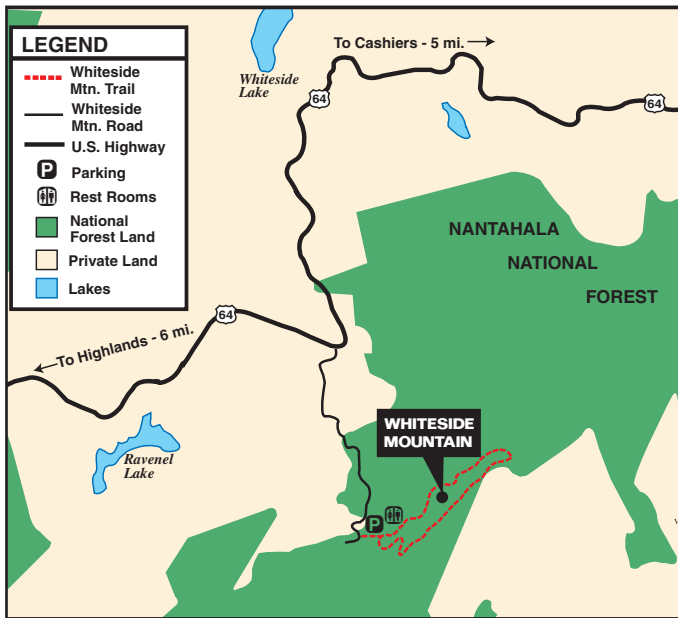 LEGEND
Whiteside
Mtn. Trail
Whiteside
Mtn. Road
U.S. Highway
P
Parking
Rest Rooms
National
Forest Land
Private Land
Lakes
To Cashiers - 5 mi.
Whiteside
Lake
64
64
NANTAHALA
NATIONAL
FOREST
64
To Highlands - 6 mi.
WHITESIDE
MOUNTAIN
Ravenel
Lake
P